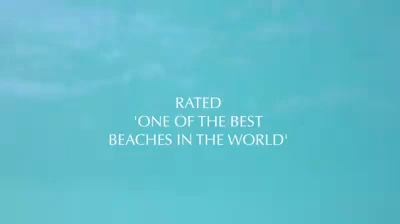 RATED
'ONE OF THE BEST
BEACHES IN THE WORLD'